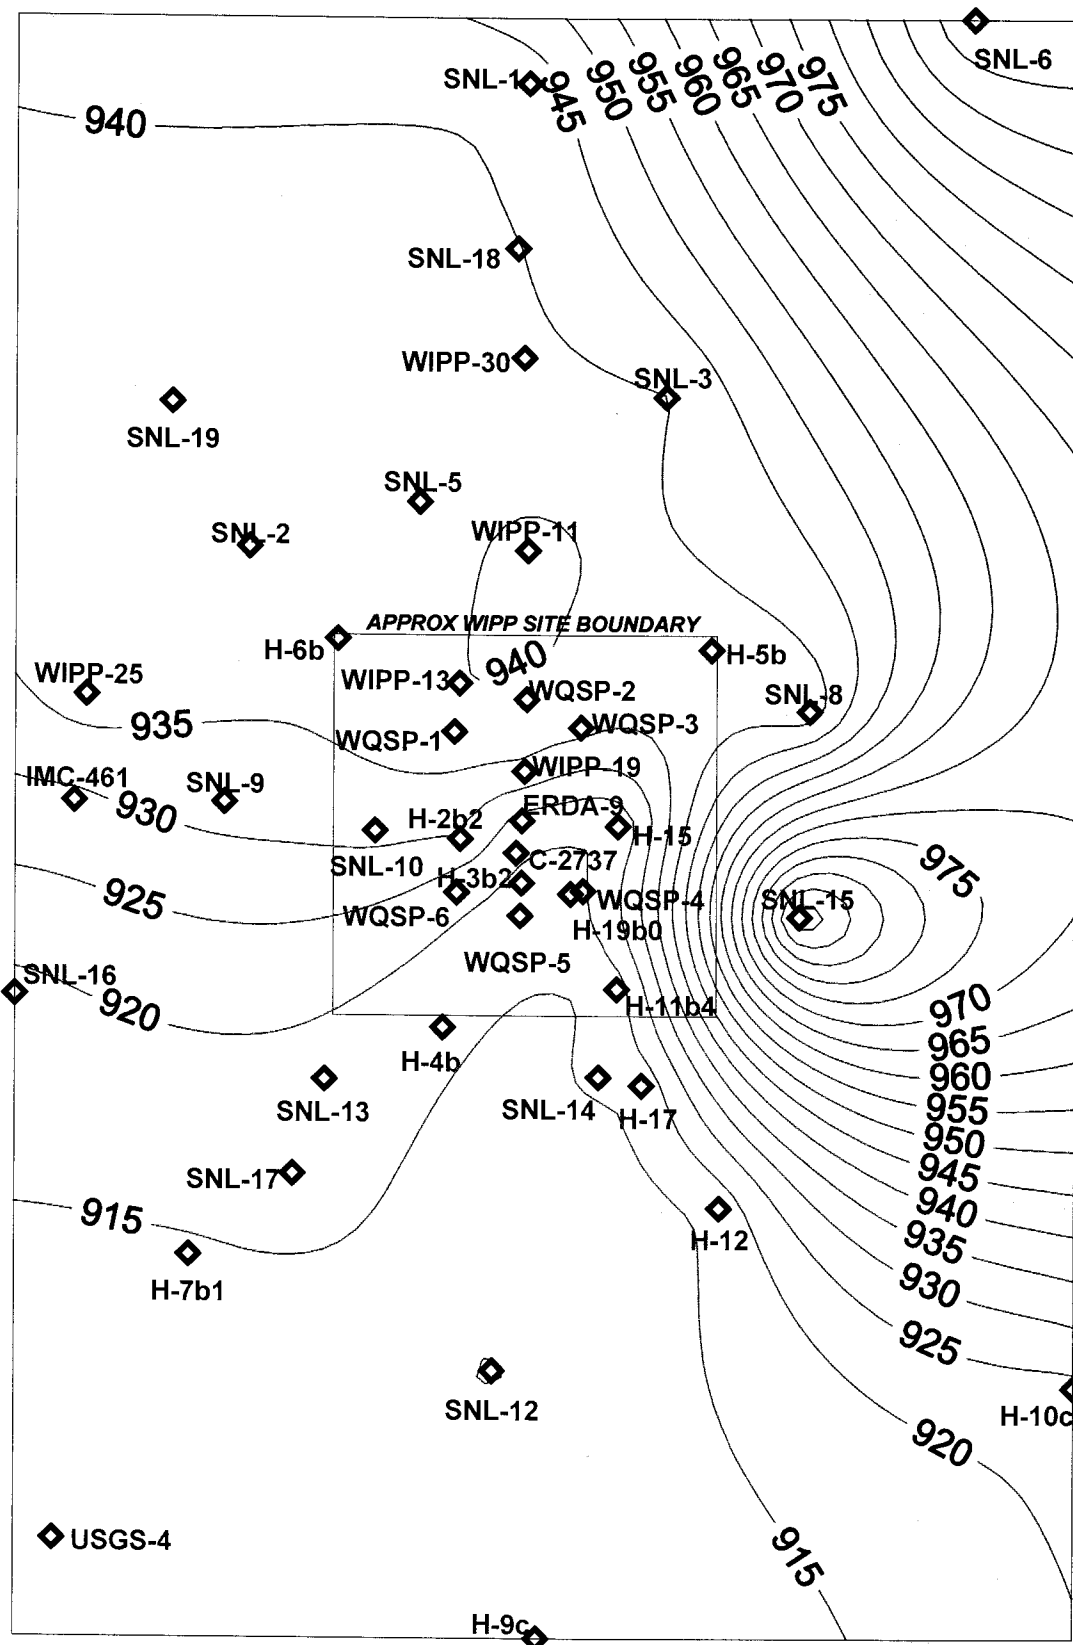 SNL-6
SNL-1
945
950
955
960
965
970
975
940
SNL-18
WIPP-30
SNL-3
SNL-19
SNL-5
SNL-2
WIPP-11
APPROX WIPP SITE BOUNDARY
H-6b
940
H-5b
WIPP-25
WIPP-13
WQSP-2
SNL-8
935
WQSP-1
WQSP-3
IMC-461
SNL-9
WIPP-19
930
H-2b2
ERDA-9
H-15
SNL-10
C-2737
975
925
H-3b2
WQSP-6
WQSP-4
SNL-15
H-19b0
WQSP-5
SNL-16
970
920
H-11b4
965
H-4b
960
SNL-13
SNL-14
H-17
955
950
SNL-17
945
915
940
H-12
935
H-7b1
930
925
SNL-12
H-10c
920
USGS-4
915
H-9c